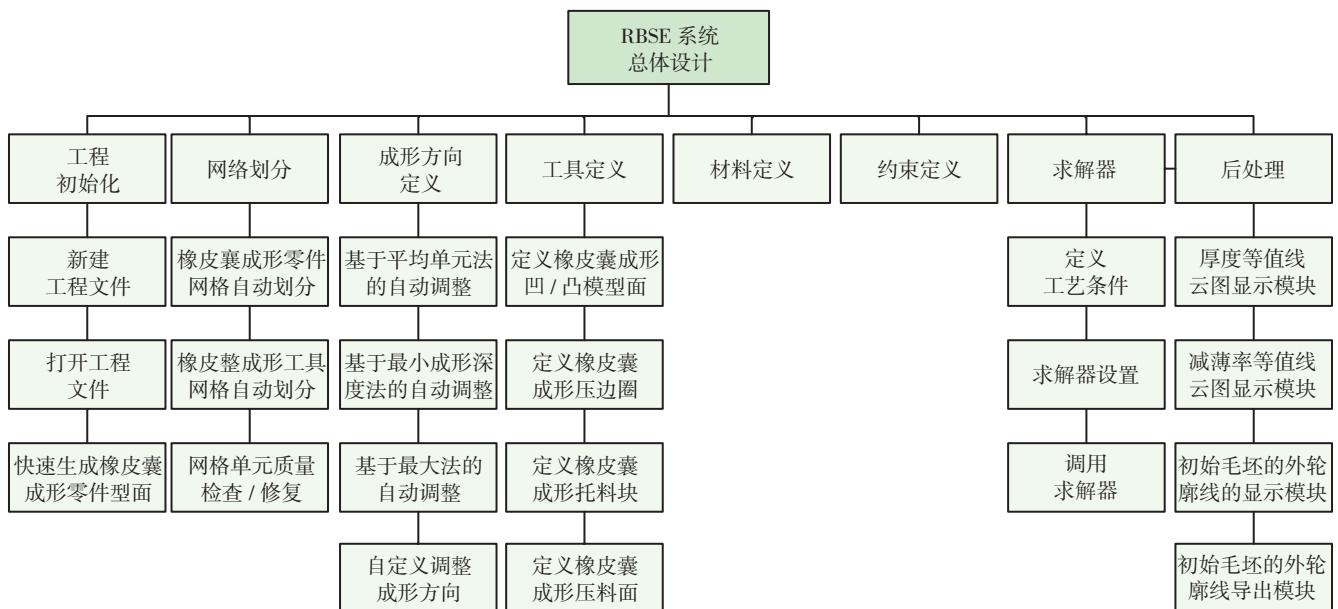 RBSE 系统
总体设计
工程
初始化
网络划分
成形方向
定义
工具定义
材料定义
约束定义
求解器
后处理
新建
工程文件
橡皮襄成形零件
网格自动划分
基于平均单元法
的自动调整
定义橡皮囊成形
凹 / 凸模型面
定义
工艺条件
厚度等值线
云图显示模块
打开工程
文件
橡皮整成形工具
网格自动划分
基于最小成形深
度法的自动调整
定义橡皮囊
成形压边圈
求解器设置
减薄率等值线
云图显示模块
快速生成橡皮囊
成形零件型面
网格单元质量
检查 / 修复
基于最大法的
自动调整
定义橡皮囊
成形托料块
调用
求解器
初始毛坯的外轮
廓线的显示模块
自定义调整
成形方向
定义橡皮囊
成形压料面
初始毛坯的外轮
廓线导出模块